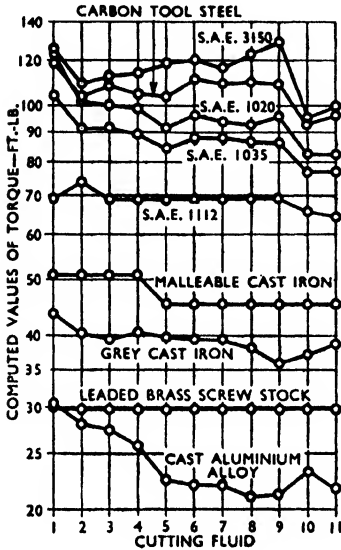 CARBON TOOL STEEL
S.A.E. 3150
S.A.E. 1020
S.A.E. 1035
S.A.E. 1112
MALLEABLE CAST IRON
GREY CAST IRON
LEADED BRASS SCREW STOCK
CAST ALUMINIUM
ALLOY
COMPUTED VALUES OF TORQUE—FT.-LB.
140
120
100
90
80
70
60
50
40
35
30
25
20
1 2 3 4 5 6 7 8 9 10 11
CUTTING FLUID